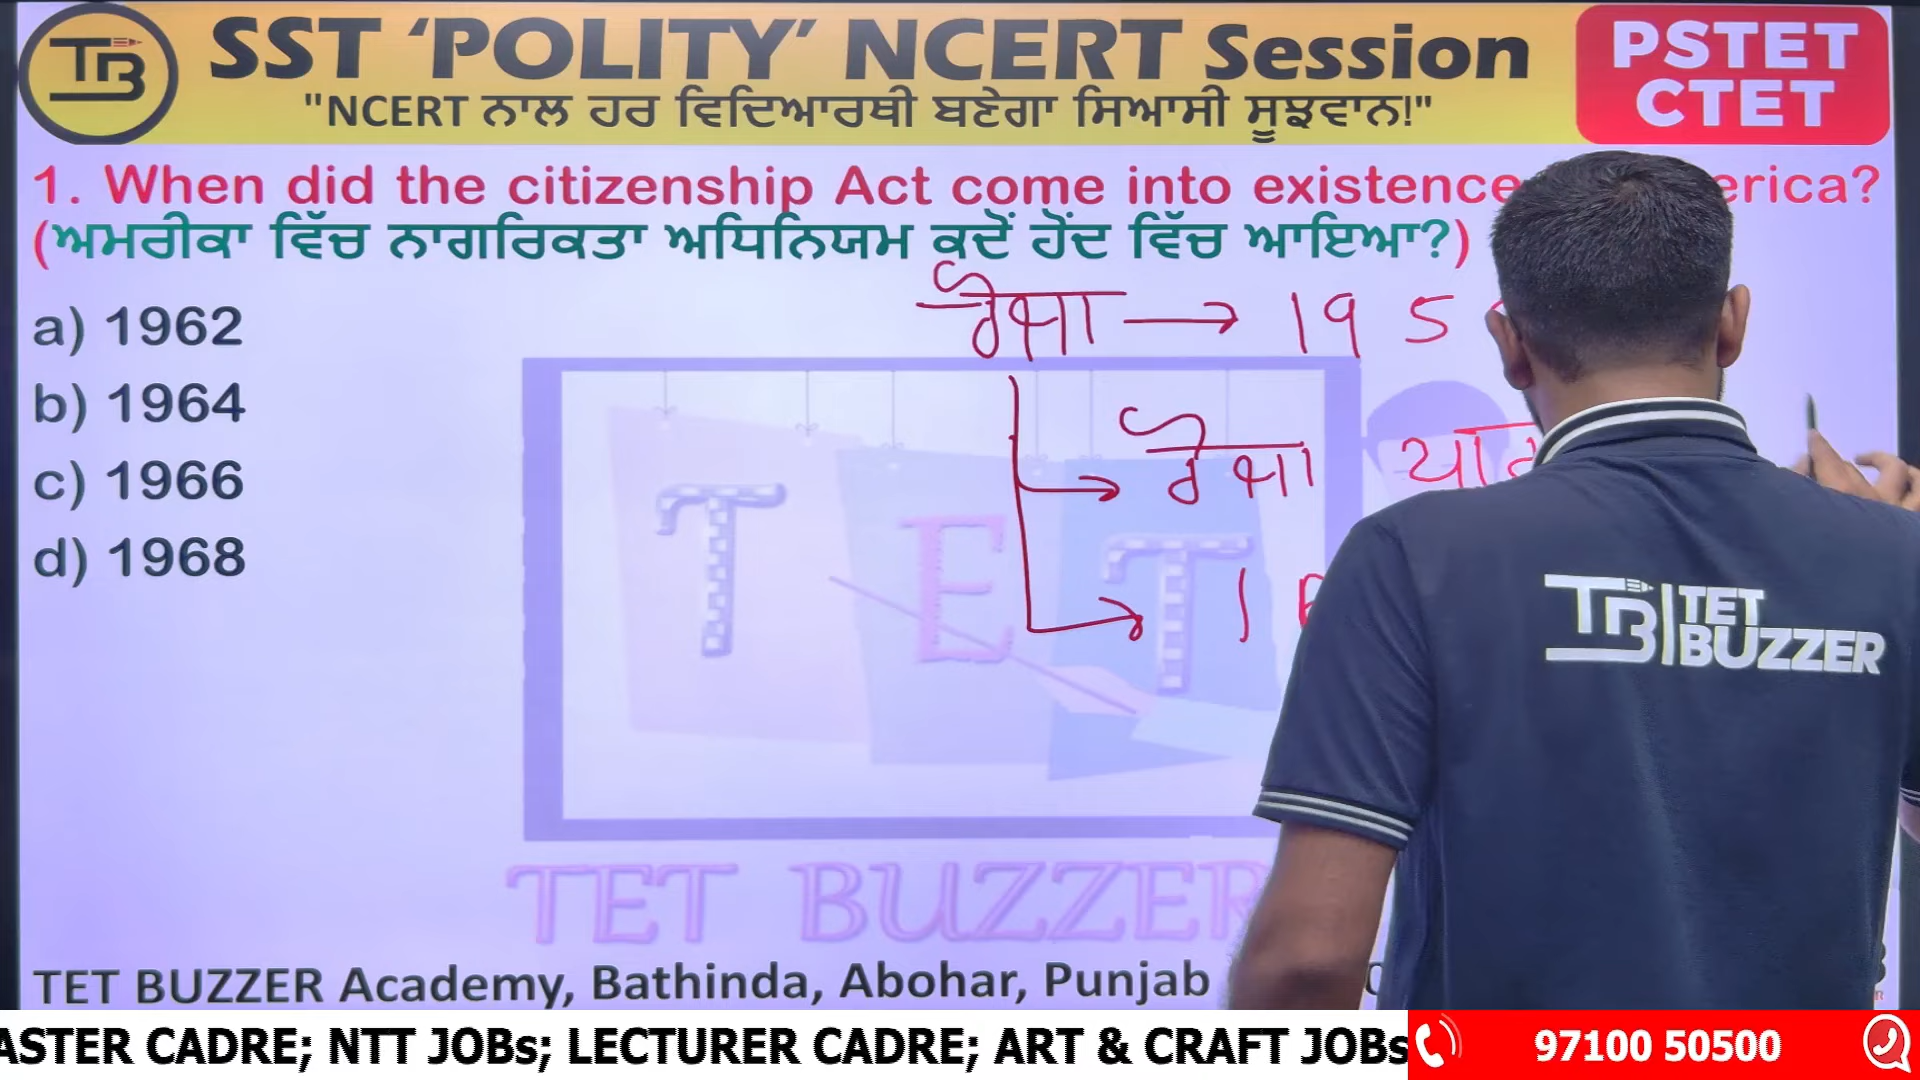 TB
SST ‘POLITY’ NCERT Session
PSTET
CTET
"NCERT ਨਾਲ ਹਰ ਵਿਦਿਆਰਥੀ ਬਣੇਗਾ ਸਿਆਸੀ ਸੂਝਵਾਨ!"
1. When did the citizenship Act come into existence erica?
(ਅਮਰੀਕਾ ਵਿੱਚ ਨਾਗਰਿਕਤਾ ਅਧਿਨਿਯਮ ਕਦੋਂ ਹੋਂਦ ਵਿੱਚ ਆਇਆ?)
a) 1962
b) 1964
c) 1966
d) 1968
19 5
T E T
TET BUZZER
TB TET BUZZER
TET BUZZER Academy, Bathinda, Abohar, Punjab
ASTER CADRE; NTT JOBs; LECTURER CADRE; ART & CRAFT JOBs
97100 50500